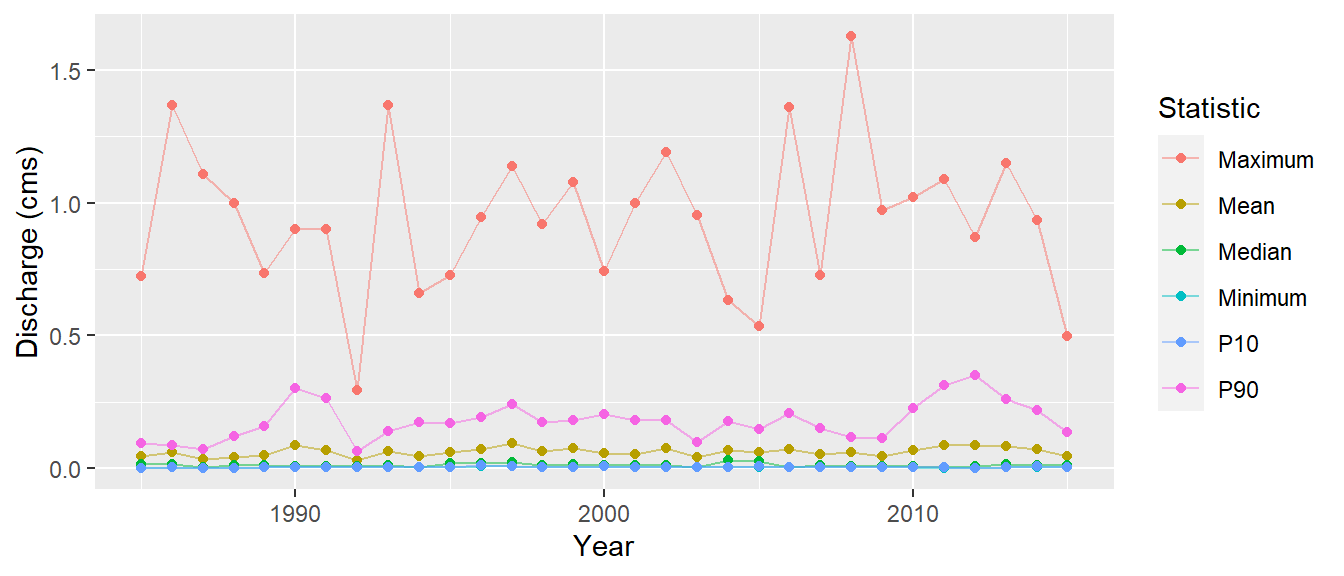 Discharge (cms)
1.5
1.0
0.5
0.0
1990
2000
2010
Year
Statistic
Maximum
Mean
Median
Minimum
P10
P90